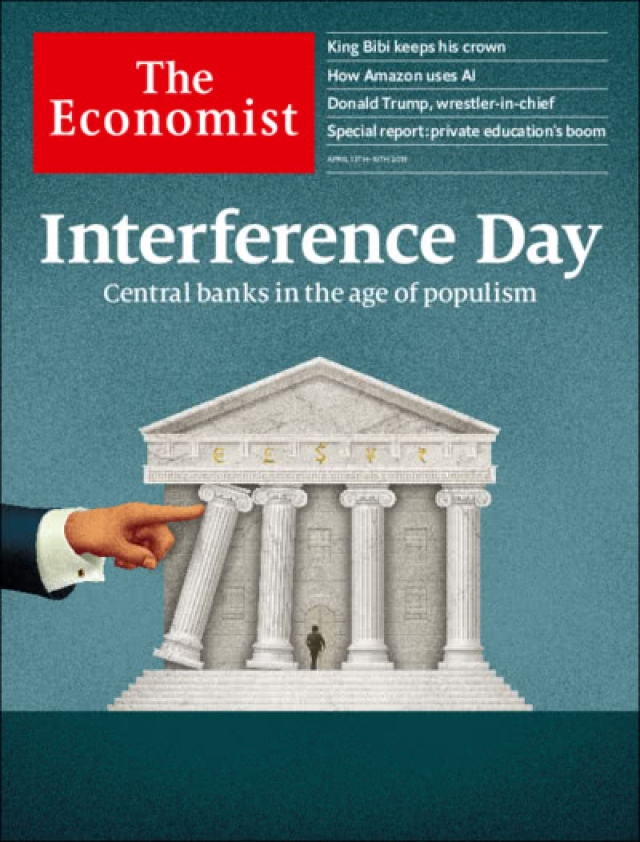 The
Economist
King Bibi keeps his crown
How Amazon uses AI
Donald Trump, wrestler-in-chief
Special report: private education's boom
APRIL 13TH–19TH 2019
Interference Day
Central banks in the age of populism
€ £ $ ¥ ₹